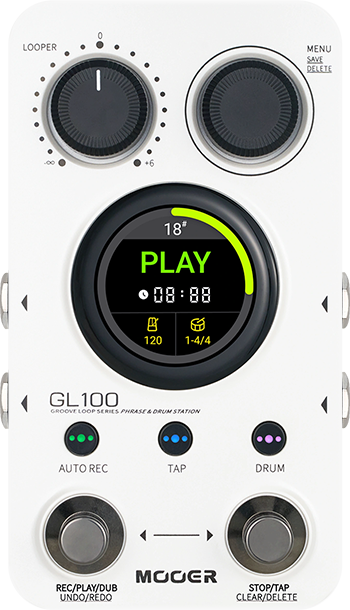 LOOPER
0
-∞
+6
MENU
SAVE
DELETE
18#
PLAY
08:88
120
1-4/4
GL100
GROOVE LOOP SERIES PHRASE & DRUM STATION
AUTO REC
TAP
DRUM
REC/PLAY/DUB
UNDO/REDO
MOOER
STOP/TAP
CLEAR/DELETE